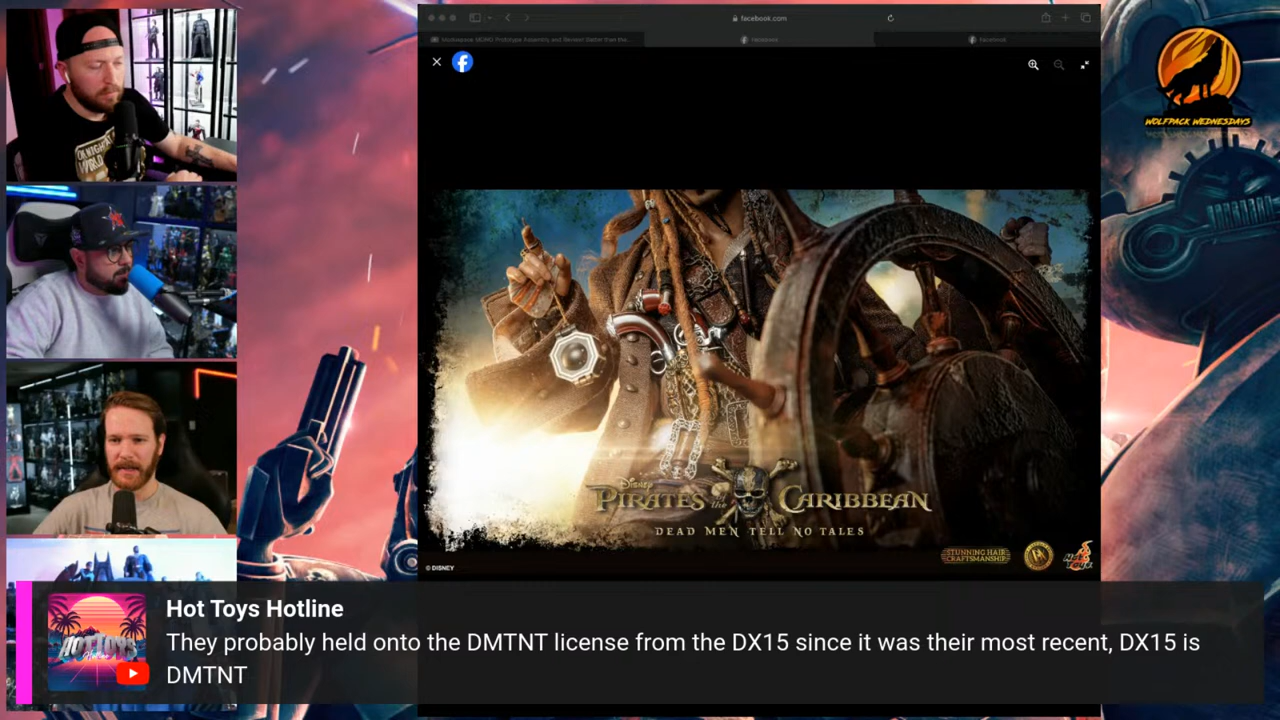 facebook.com
WOLFPACK WEDNESDAYS
Disney
PIRATES of the CARIBBEAN
DEAD MEN TELL NO TALES
STUNNING HAIR
CRAFTSMANSHIP
HOT TOYS
© DISNEY
Hot Toys Hotline
They probably held onto the DMTNT license from the DX15 since it was their most recent, DX15 is
DMTNT